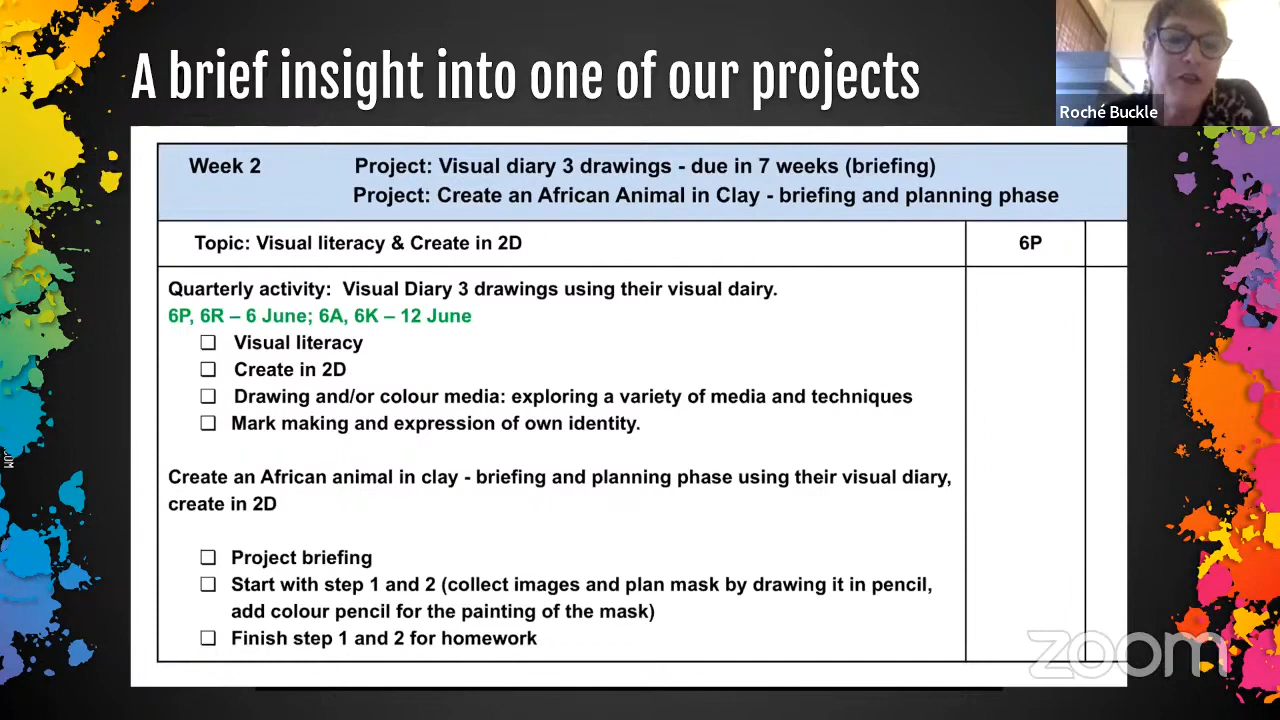 A brief insight into one of our projects
Roché Buckle
Week 2 Project: Visual diary 3 drawings - due in 7 weeks (briefing)
Project: Create an African Animal in Clay - briefing and planning phase
Topic: Visual literacy & Create in 2D 6P
Quarterly activity: Visual Diary 3 drawings using their visual dairy.
6P, 6R – 6 June; 6A, 6K – 12 June
❏ Visual literacy
❏ Create in 2D
❏ Drawing and/or colour media: exploring a variety of media and techniques
❏ Mark making and expression of own identity.
Create an African animal in clay - briefing and planning phase using their visual diary,
create in 2D
❏ Project briefing
❏ Start with step 1 and 2 (collect images and plan mask by drawing it in pencil,
add colour pencil for the painting of the mask)
❏ Finish step 1 and 2 for homework
zoom